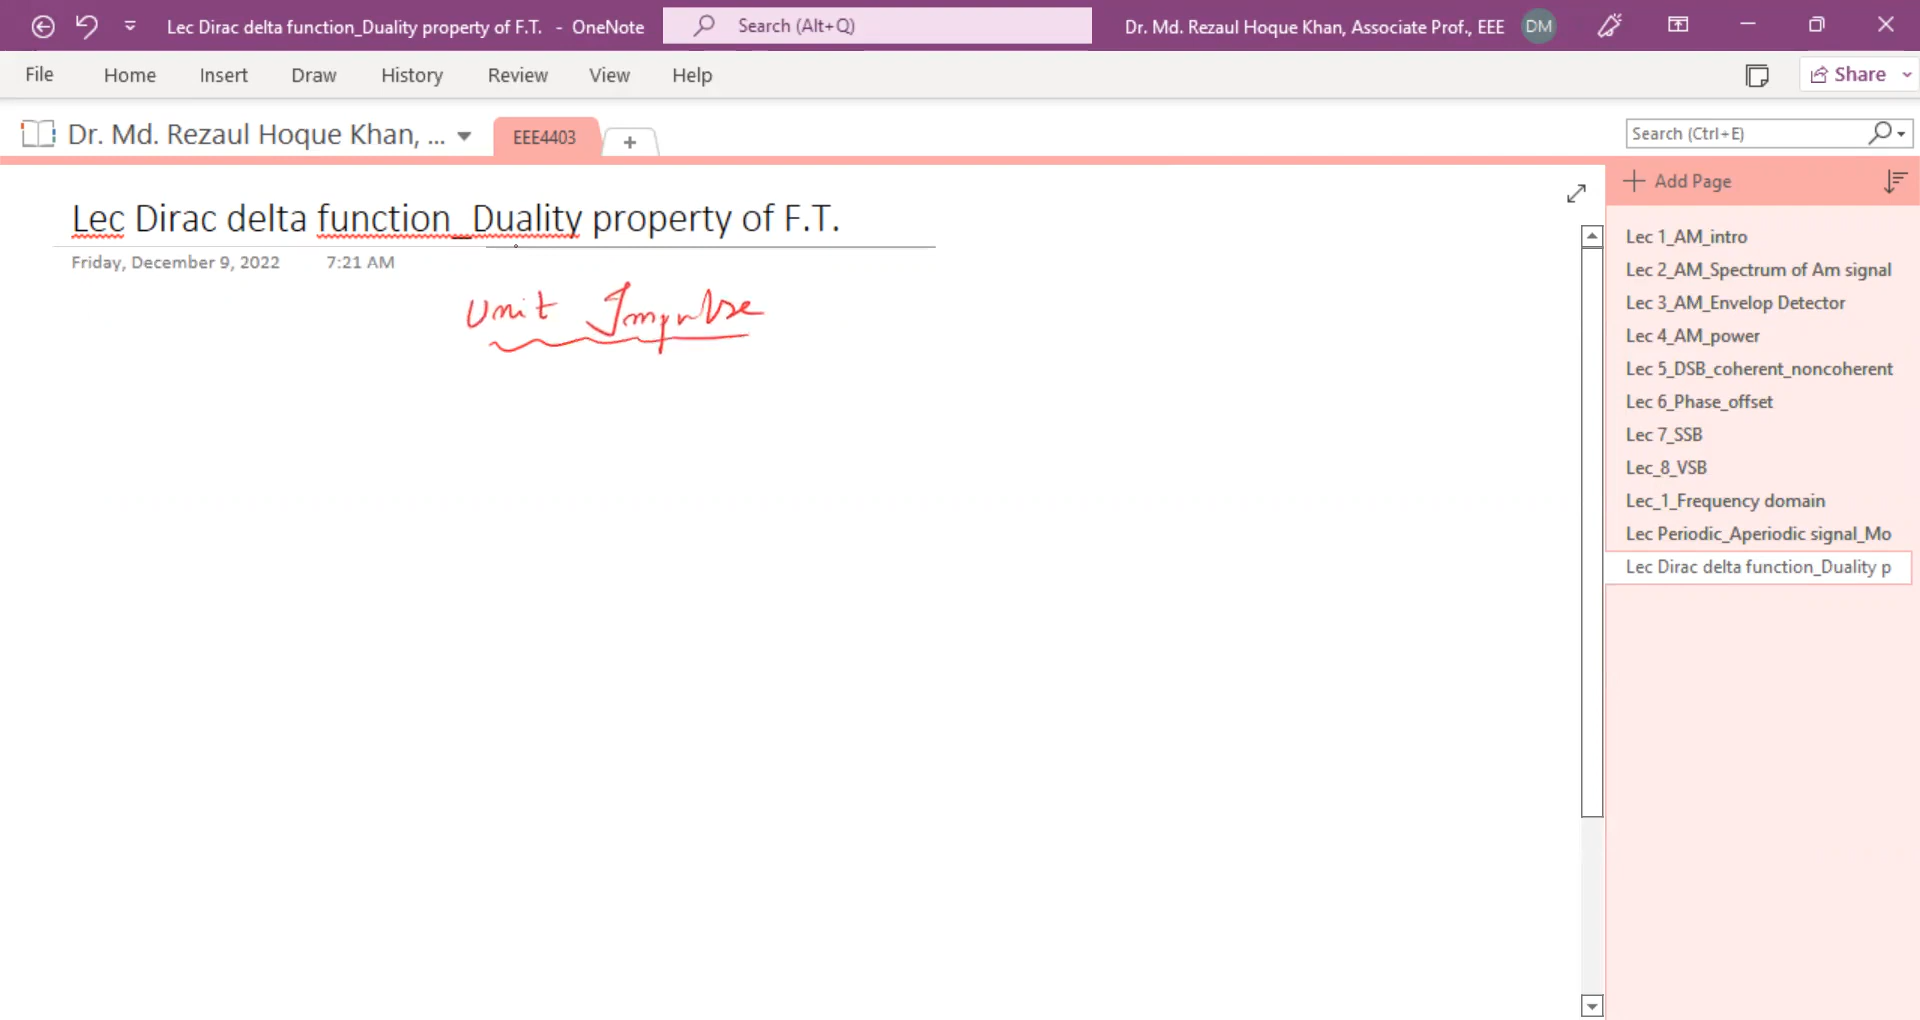 Lec Dirac delta function_Duality property of F.T. - OneNote
Search (Alt+Q)
Dr. Md. Rezaul Hoque Khan, Associate Prof., EEE
DM
File Home Insert Draw History Review View Help
Share
Dr. Md. Rezaul Hoque Khan, ...
EEE4403
+
Search (Ctrl+E)
Add Page
Lec Dirac delta function_Duality property of F.T.
Friday, December 9, 2022 7:21 AM
Unit Impulse
Lec 1_AM_intro
Lec 2_AM_Spectrum of Am signal
Lec 3_AM_Envelop Detector
Lec 4_AM_power
Lec 5_DSB_coherent_noncoherent
Lec 6_Phase_offset
Lec 7_SSB
Lec_8_VSB
Lec_1_Frequency domain
Lec Periodic_Aperiodic signal_Mo
Lec Dirac delta function_Duality p